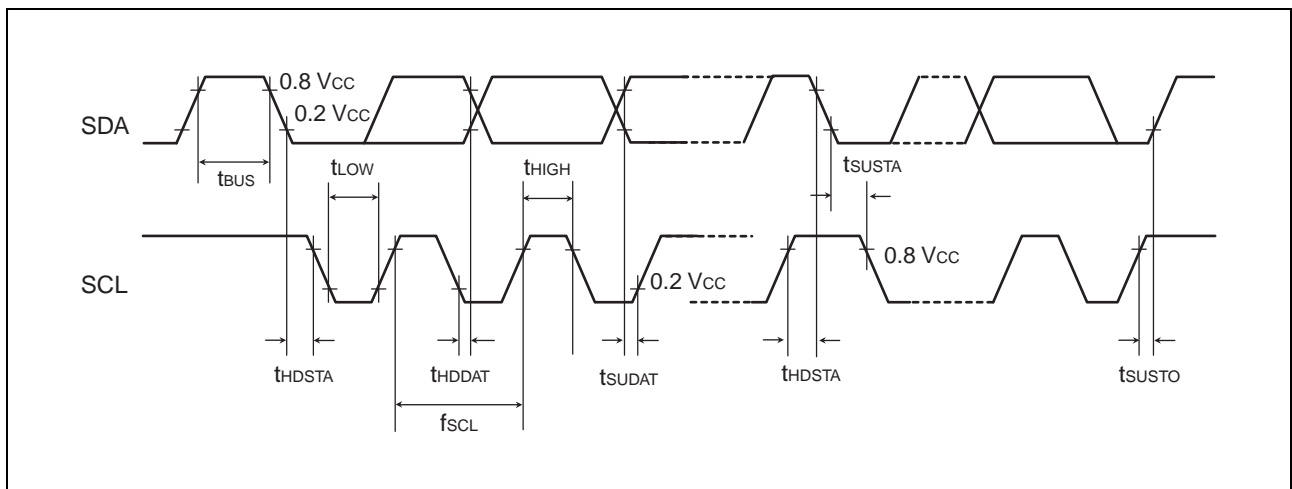 0.8 VCC
0.2 VCC
SDA
tBUS
tLOW
tHIGH
tSUSTA
0.8 VCC
SCL
0.2 VCC
tHDSTA
tHDDAT
tSUDAT
tHDSTA
tSUSTO
fSCL